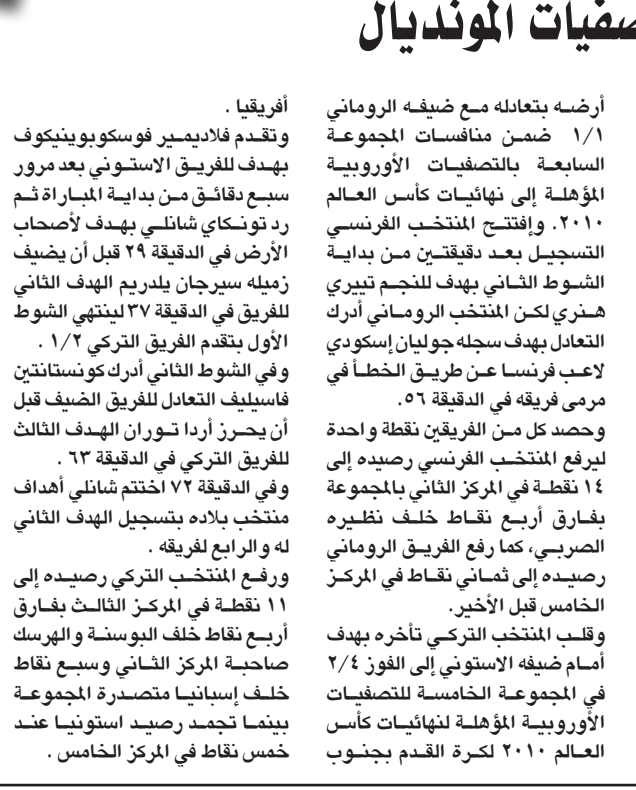 المونديال
أرضه بتعادله مع ضيفه الروماني
١/١ ضمن منافسات المجموعة
السابعة بالتصفيات الأوروبية
المؤهلة إلى نهائيات كأس العالم
٢٠١٠. وإفتتح المنتخب الفرنسي
التسجيل بعد دقيقتين من بداية
الشوط الثاني بهدف للنجم تييري
هنري لكن المنتخب الروماني أدرك
التعادل بهدف سجله جوليان إسكودي
لاعب فرنسا عن طريق الخطأ في
مرمى فريقه في الدقيقة ٥٦.
وحصد كل من الفريقين نقطة واحدة
ليرفع المنتخب الفرنسي رصيده إلى
١٤ نقطة في المركز الثاني بالمجموعة
بفارق أربع نقاط خلف نظيره
الصربي، كما رفع الفريق الروماني
رصيده إلى ثماني نقاط في المركز
الخامس قبل الأخير.
وقلب المنتخب التركي تأخره بهدف
أمام ضيفه الاستوني إلى الفوز ٢/٤
في المجموعة الخامسة للتصفيات
الأوروبية المؤهلة لنهائيات كأس
العالم ٢٠١٠ لكرة القدم بجنوب
أفريقيا .
وتقدم فلاديمير فوسكوبوينيكوف
بهدف للفريق الاستوني بعد مرور
سبع دقائق من بداية المباراة ثم
رد تونكاي شانلي بهدف لأصحاب
الأرض في الدقيقة ٢٩ قبل أن يضيف
زميله سيرجان يلدريم الهدف الثاني
للفريق في الدقيقة ٣٧ لينتهي الشوط
الأول بتقدم الفريق التركي ١/٢ .
وفي الشوط الثاني أدرك كونستانتين
فاسيليف التعادل للفريق الضيف قبل
أن يحرز أردا توران الهدف الثالث
للفريق التركي في الدقيقة ٦٣ .
وفي الدقيقة ٧٢ اختتم شانلي أهداف
منتخب بلاده بتسجيل الهدف الثاني
له والرابع لفريقه .
ورفع المنتخب التركي رصيده إلى
١١ نقطة في المركز الثالث بفارق
أربع نقاط خلف البوسنة والهرسك
صاحبة المركز الثاني وسبع نقاط
خلف إسبانيا متصدرة المجموعة
بينما تجمد رصيد استونيا عند
خمس نقاط في المركز الخامس .